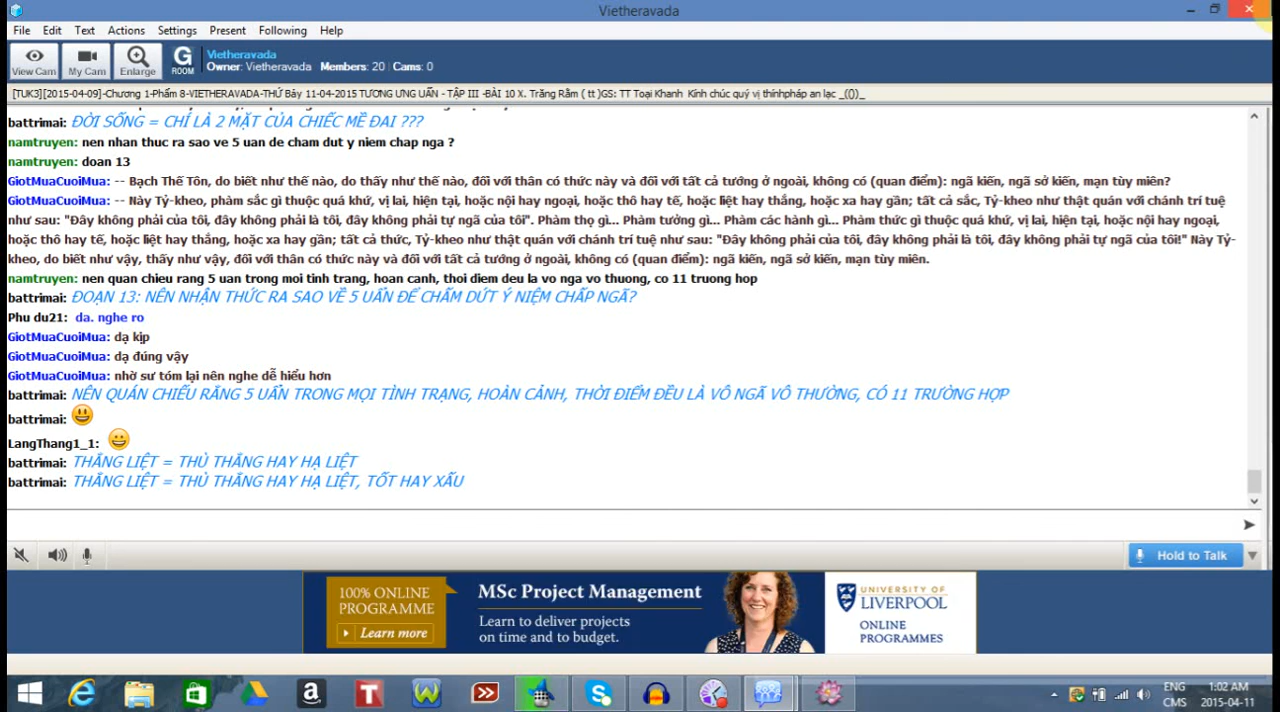 Vietheravada
File Edit Text Actions Settings Present Following Help
View Cam My Cam Enlarge G ROOM
Vietheravada
Owner: Vietheravada Members: 20 Cams: 0
[TUK3][2015-04-09]-Chương 1-Phẩm 8-VIETHERAVADA-THỨ Bảy 11-04-2015 TƯƠNG ƯNG UẨN - TẬP III -BÀI 10 X. Trăng Rằm ( tt )GS: TT Toại Khanh Kính chúc quý vị thínhpháp an lạc _(())_
battrimai: ĐỜI SỐNG = CHỈ LÀ 2 MẶT CỦA CHIẾC MỀ ĐAI ???
namtruyen: nen nhan thuc ra sao ve 5 uan de cham dut y niem chap nga ?
namtruyen: doan 13
GiotMuaCuoiMua: -- Bạch Thế Tôn, do biết như thế nào, do thấy như thế nào, đối với thân có thức này và đối với tất cả tướng ở ngoài, không có (quan điểm): ngã kiến, ngã sở kiến, mạn tùy miên?
GiotMuaCuoiMua: -- Này Tỷ-kheo, phàm sắc gì thuộc quá khứ, vị lai, hiện tại, hoặc nội hay ngoại, hoặc thô hay tế, hoặc liệt hay thắng, hoặc xa hay gần; tất cả sắc, Tỷ-kheo như thật quán với chánh trí tuệ
như sau: "Đây không phải của tôi, đây không phải là tôi, đây không phải tự ngã của tôi". Phàm thọ gì... Phàm tưởng gì... Phàm các hành gì... Phàm thức gì thuộc quá khứ, vị lai, hiện tại, hoặc nội hay ngoại,
hoặc thô hay tế, hoặc liệt hay thắng, hoặc xa hay gần; tất cả thức, Tỷ-kheo như thật quán với chánh trí tuệ như sau: "Đây không phải của tôi, đây không phải là tôi, đây không phải tự ngã của tôi!" Này Tỷ-
kheo, do biết như vậy, thấy như vậy, đối với thân có thức này và đối với tất cả tướng ở ngoài, không có (quan điểm): ngã kiến, ngã sở kiến, mạn tùy miên.
namtruyen: nen quan chieu rang 5 uan trong moi tinh trang, hoan canh, thoi diem deu la vo nga vo thuong, co 11 truong hop
battrimai: ĐOẠN 13: NÊN NHẬN THỨC RA SAO VỀ 5 UẨN ĐỂ CHẤM DỨT Ý NIỆM CHẤP NGÃ?
Phu du21: da. nghe ro
GiotMuaCuoiMua: dạ kịp
GiotMuaCuoiMua: dạ đúng vậy
GiotMuaCuoiMua: nhờ sư tóm lại nên nghe dễ hiểu hơn
battrimai: NÊN QUÁN CHIẾU RẰNG 5 UẨN TRONG MỌI TÌNH TRẠNG, HOÀN CẢNH, THỜI ĐIỂM ĐỀU LÀ VÔ NGÃ VÔ THƯỜNG, CÓ 11 TRƯỜNG HỢP
battrimai:
LangThang1_1:
battrimai: THẮNG LIỆT = THÙ THẮNG HAY HẠ LIỆT
battrimai: THẮNG LIỆT = THÙ THẮNG HAY HẠ LIỆT, TỐT HAY XẤU
Hold to Talk
100% ONLINE PROGRAMME
Learn more
MSc Project Management
Learn to deliver projects
on time and to budget.
UNIVERSITY OF
LIVERPOOL
ONLINE
PROGRAMMES
ENG 1:02 AM
CMS 2015-04-11